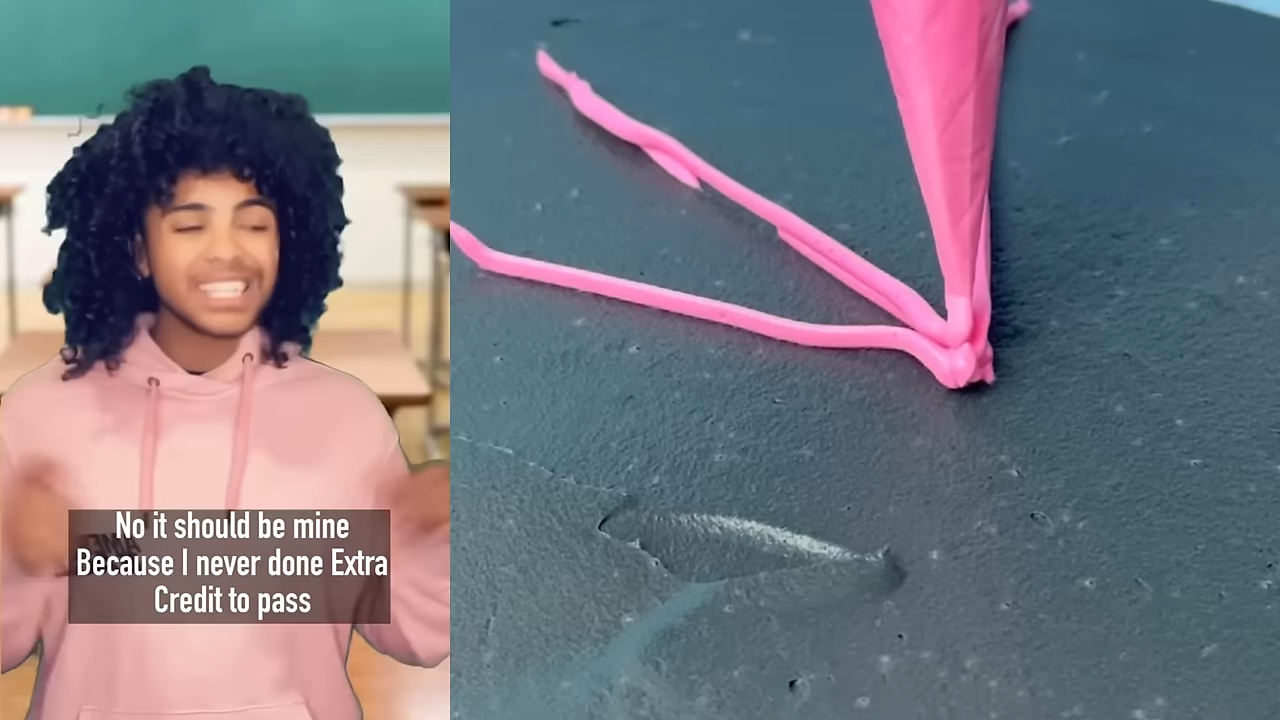 No it should be mine
Because I never done Extra
Credit to pass